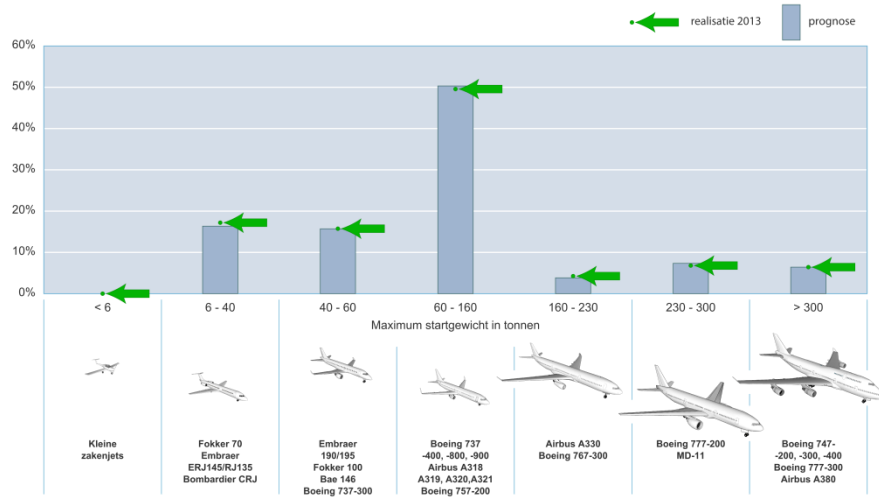 realisatie 2013
prognose
60%
50%
40%
30%
20%
10%
0%
< 6
6 - 40
40 - 60
60 - 160
160 - 230
230 - 300
> 300
Maximum startgewicht in tonnen
Kleine
zakenjets
Fokker 70
Embraer
ERJ145/RJ135
Bombardier CRJ
Embraer
190/195
Fokker 100
Bae 146
Boeing 737-300
Boeing 737
-400, -800, -900
Airbus A318
A319, A320,A321
Boeing 757-200
Airbus A330
Boeing 767-300
Boeing 777-200
MD-11
Boeing 747-
-200, -300, -400
Boeing 777-300
Airbus A380